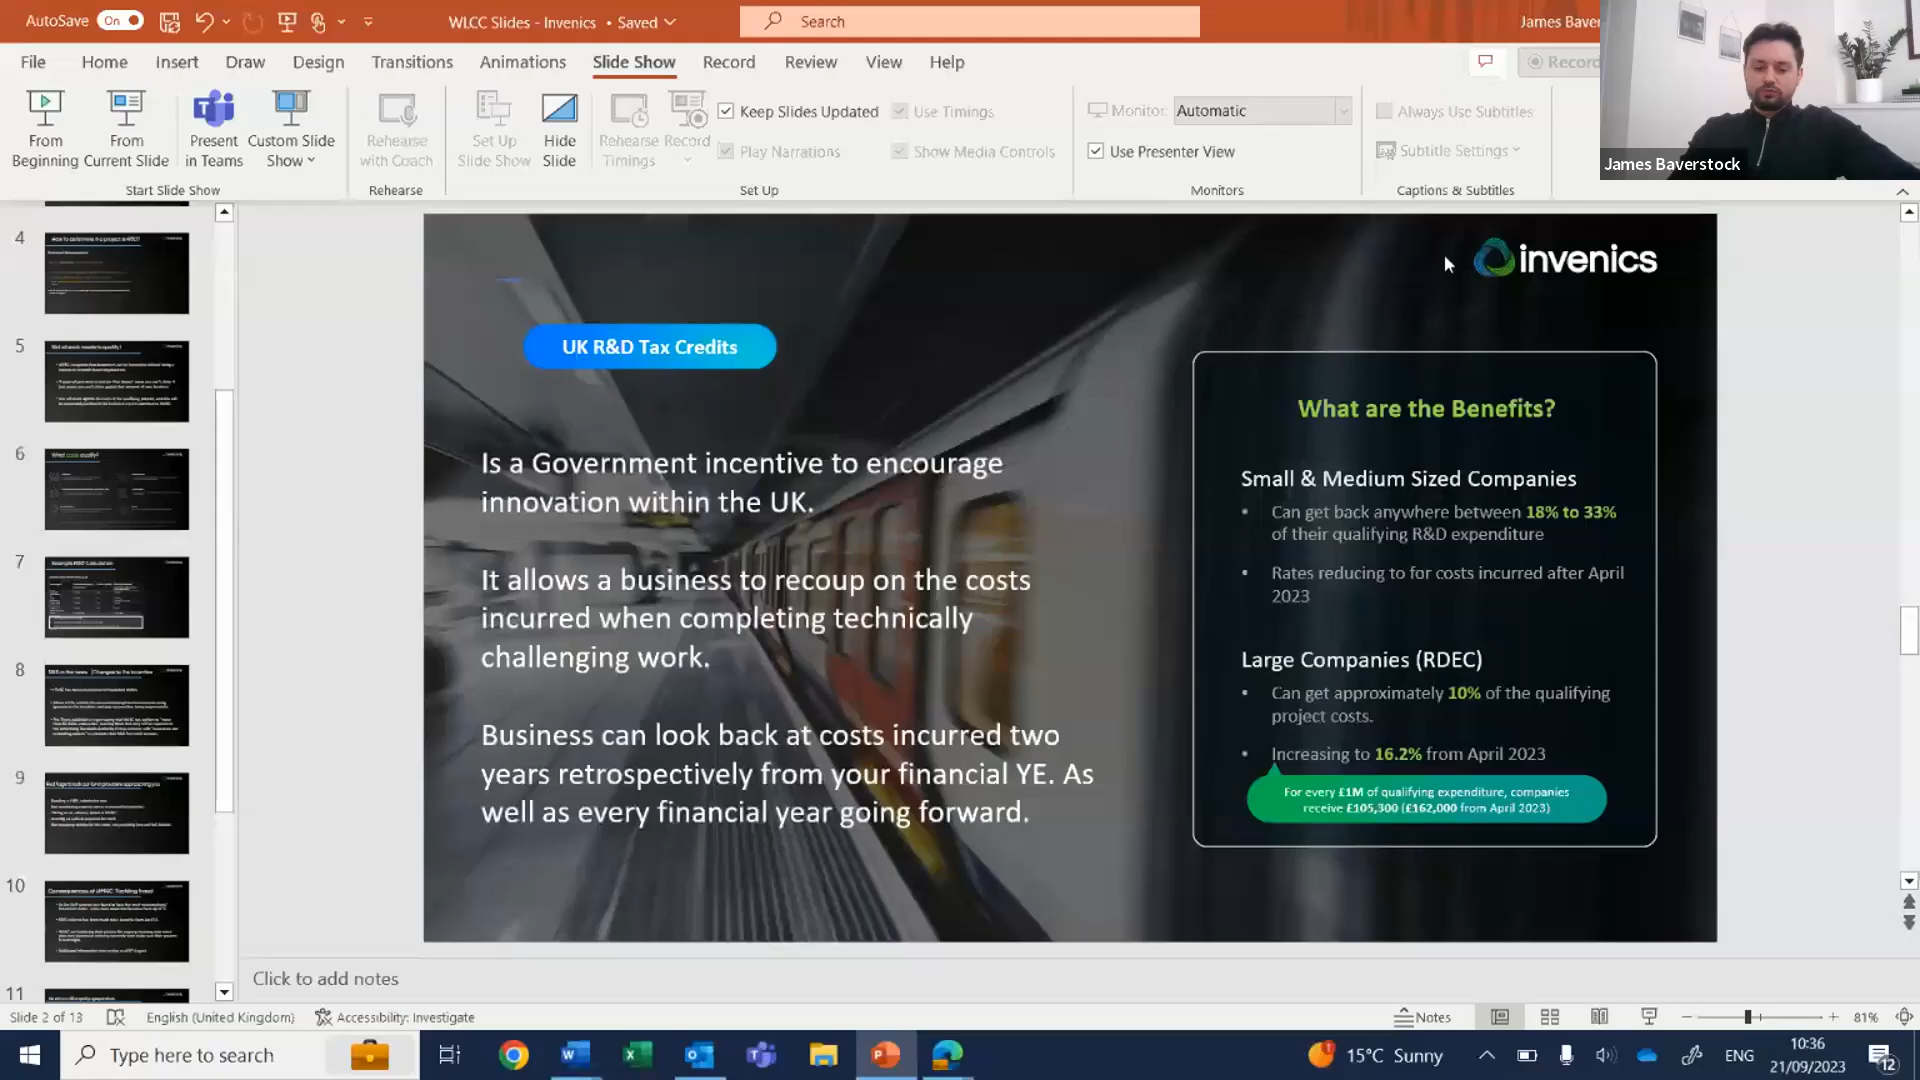 AutoSave On
WLCC Slides - Invenics • Saved
Search
James Baver
File Home Insert Draw Design Transitions Animations Slide Show Record Review View Help
Record
From Beginning
From Current Slide
Present in Teams
Custom Slide Show
Rehearse with Coach
Set Up Slide Show
Hide Slide
Rehearse Timings
Record
Keep Slides Updated
Use Timings
Play Narrations
Show Media Controls
Monitor: Automatic
Use Presenter View
Always Use Subtitles
Subtitle Settings
Start Slide Show
Rehearse
Set Up
Monitors
Captions & Subtitles
James Baverstock
4
5
6
7
8
9
10
11
invenics
UK R&D Tax Credits
Is a Government incentive to encourage
innovation within the UK.
It allows a business to recoup on the costs
incurred when completing technically
challenging work.
Business can look back at costs incurred two
years retrospectively from your financial YE. As
well as every financial year going forward.
What are the Benefits?
Small & Medium Sized Companies
• Can get back anywhere between 18% to 33%
of their qualifying R&D expenditure
• Rates reducing to for costs incurred after April
2023
Large Companies (RDEC)
• Can get approximately 10% of the qualifying
project costs.
• Increasing to 16.2% from April 2023
For every £1M of qualifying expenditure, companies
receive £105,300 (£162,000 from April 2023)
Click to add notes
Slide 2 of 13
English (United Kingdom)
Accessibility: Investigate
Notes
81%
Type here to search
15°C Sunny
ENG
10:36
21/09/2023
12